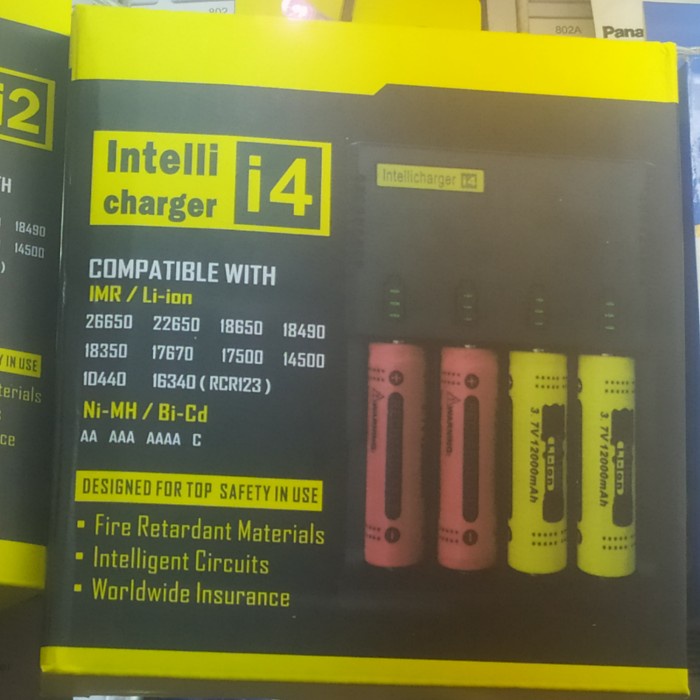 802
802A
Pana
i2
TH
18490
14500
)
Y IN USE
terials
ce
Intelli
charger
i4
COMPATIBLE WITH
IMR / Li-ion
26650 22650 18650 18490
18350 17670 17500 14500
10440 16340 ( RCR123 )
Ni-MH / Bi-Cd
AA AAA AAAA C
DESIGNED FOR TOP SAFETY IN USE
▪ Fire Retardant Materials
▪ Intelligent Circuits
▪ Worldwide Insurance
Intellicharger i4
3.7V 12000mAh
3.7V 12000mAh